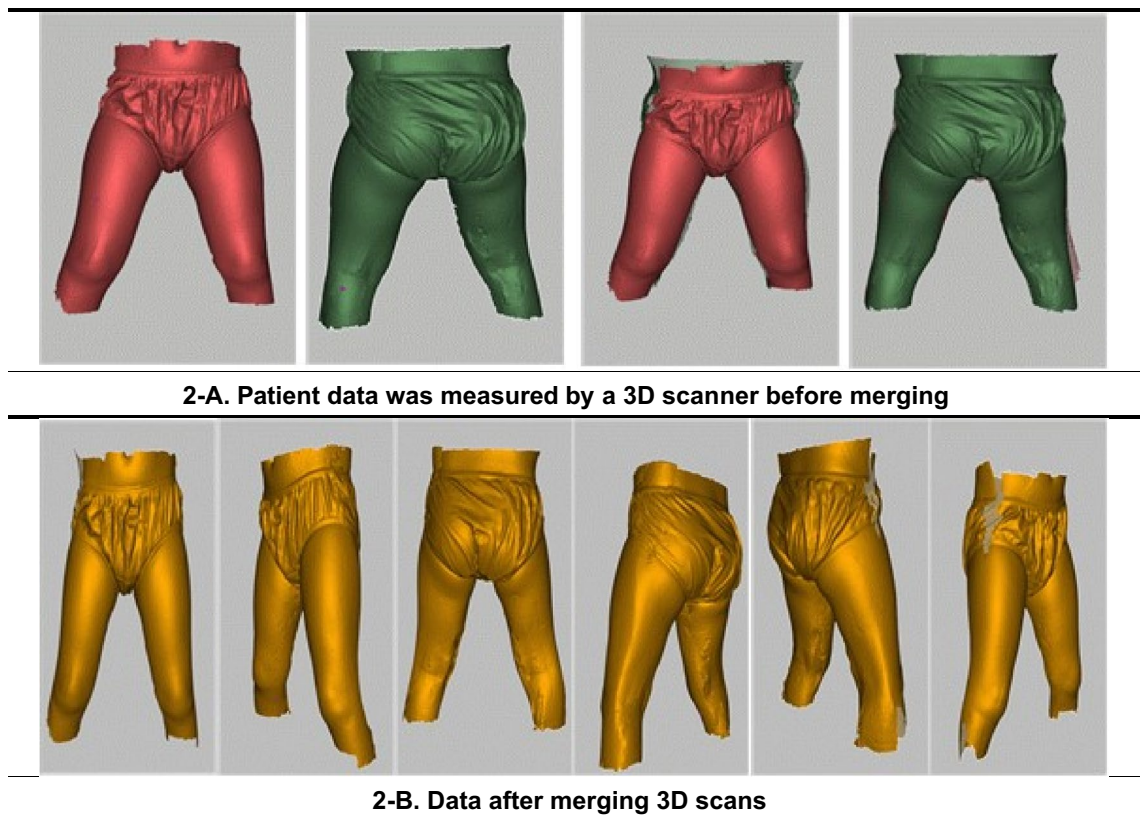 2-A. Patient data was measured by a 3D scanner before merging
2-B. Data after merging 3D scans